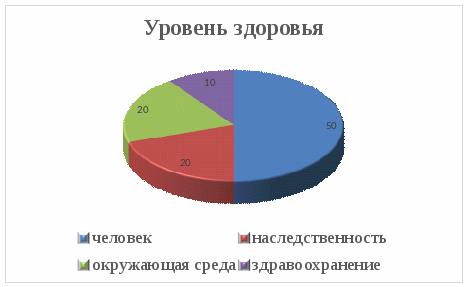 Уровень здоровья
10
20
50
20
человек наследственность
окружающая среда здравоохранение